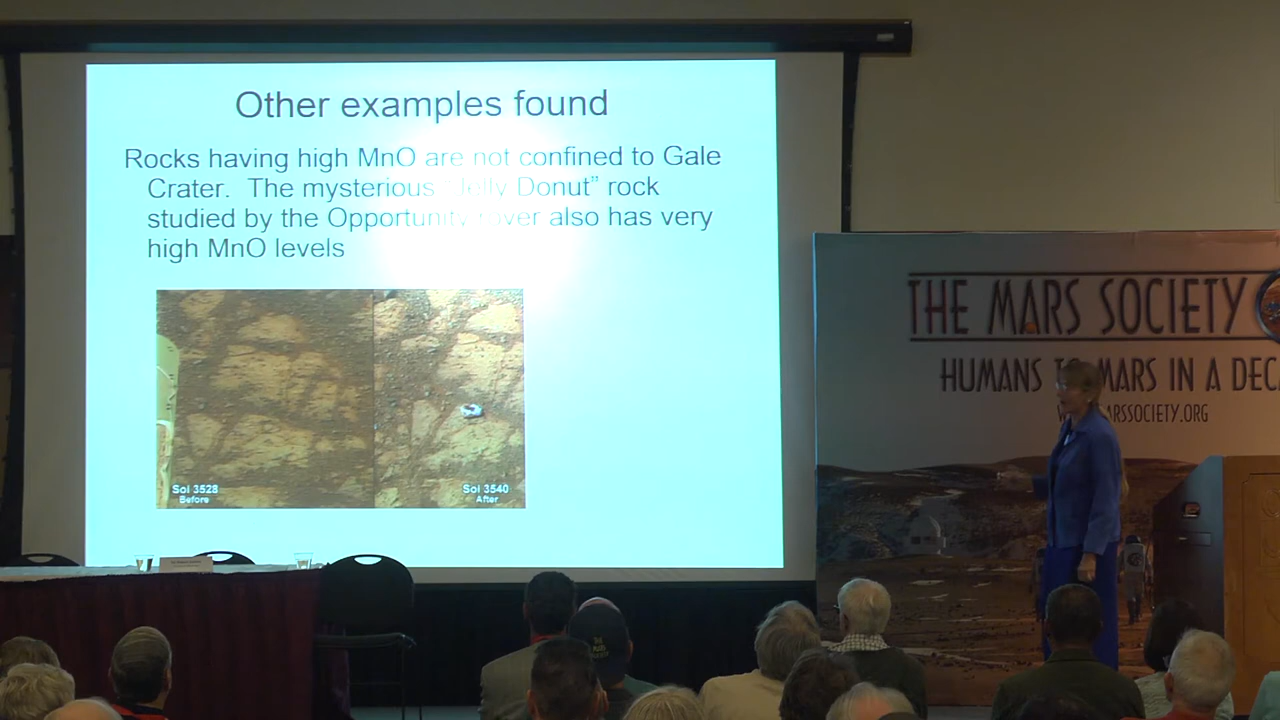 Other examples found
Rocks having high MnO are not confined to Gale
Crater. The mysterious "Jelly Donut" rock
studied by the Opportunity rover also has very
high MnO levels
Sol 3528
Before
Sol 3540
After
THE MARS SOCIETY
HUMANS TO MARS IN A DECA
MARSSOCIETY.ORG